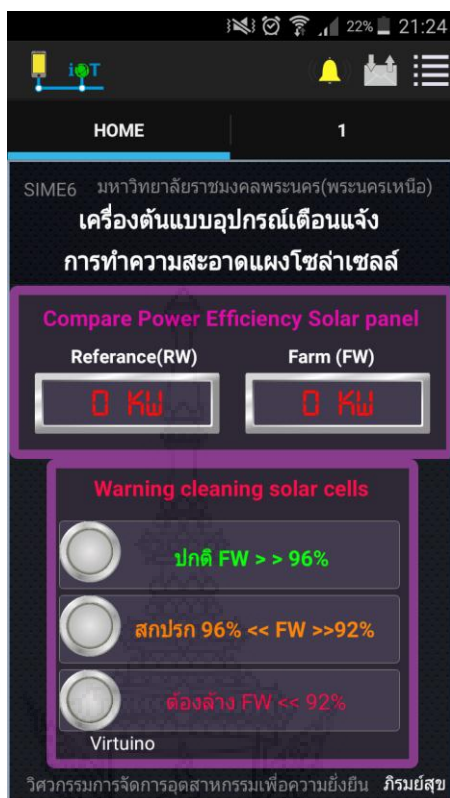 22% 21:24
ioT
HOME 1
SIME6 มหาวิทยาลัยราชมงคลพระนคร(พระนครเหนือ)
เครื่องต้นแบบอุปกรณ์เตือนแจ้ง
การทำความสะอาดแผงโซล่าเซลล์
Compare Power Efficiency Solar panel
Referance(RW) Farm (FW)
0 KW 0 KW
Warning cleaning solar cells
ปกติ FW > > 96%
สกปรก 96% << FW >>92%
ต้องล้าง FW << 92%
Virtuino
วิศวกรรมการจัดการอุตสาหกรรมเพื่อความยั่งยืน ภิรมย์สุข